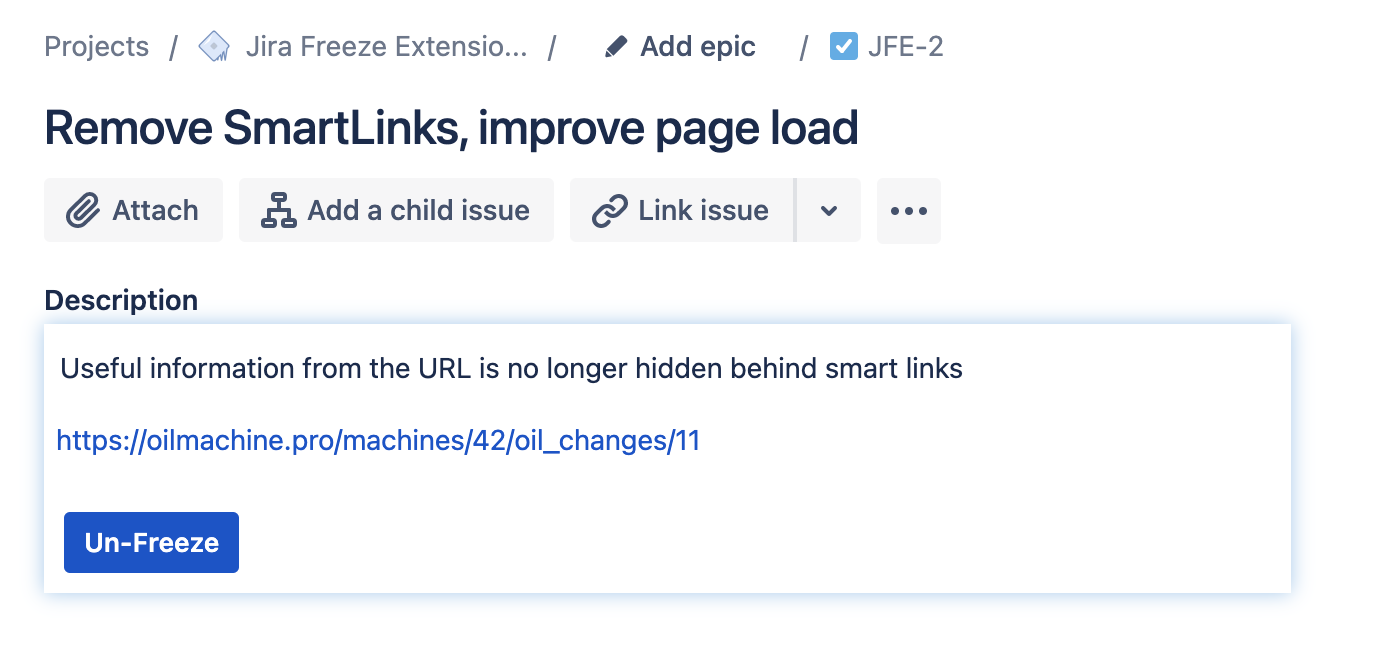 Projects / Jira Freeze Extensio... / Add epic / JFE-2
Remove SmartLinks, improve page load
Attach Add a child issue Link issue
Description
Useful information from the URL is no longer hidden behind smart links
https://oilmachine.pro/machines/42/oil_changes/11
Un-Freeze